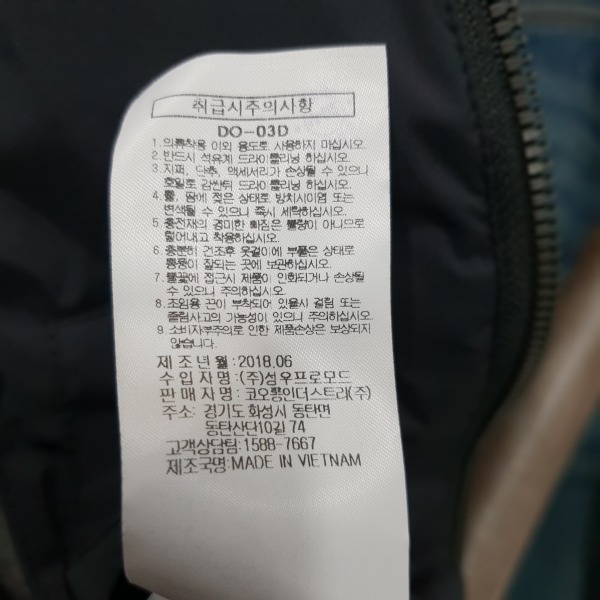 취급시주의사항
DO-03D
1. 의류착용 이외 용도로 사용하지 마십시오.
2. 반드시 석유계 드라이클리닝 하십시오.
3. 지퍼, 단추, 액세서리가 손상될 수 있으니
호일로 감싼뒤 드라이클리닝 하십시오.
4. 물, 땀에 젖은 상태로 방치시이염 또는
변색될 수 있으니 즉시 세탁하십시오.
5. 충전재의 경미한 빠짐은 불량이 아니므로
털어내고 착용하십시오.
6. 충분히 건조후 옷걸이에 부풀은 상태로
통풍이 잘되는 곳에 보관하십시오.
7. 불꽃에 접근시 제품이 인화되거나 손상될
수 있으니 주의하십시오.
8. 조임용 끈이 부착되어 있을시 걸림 또는
졸림사고의 가능성이 있으니 주의하십시오.
9. 소비자부주의로 인한 제품손상은 보상되지
않습니다.
제 조 년 월 : 2018.06
수 입 자 명 : (주)성우프로모드
판 매 자 명 : 코오롱인더스트리(주)
주소: 경기도 화성시 동탄면
동탄산단10길 74
고객상담팀: 1588-7667
제조국명: MADE IN VIETNAM